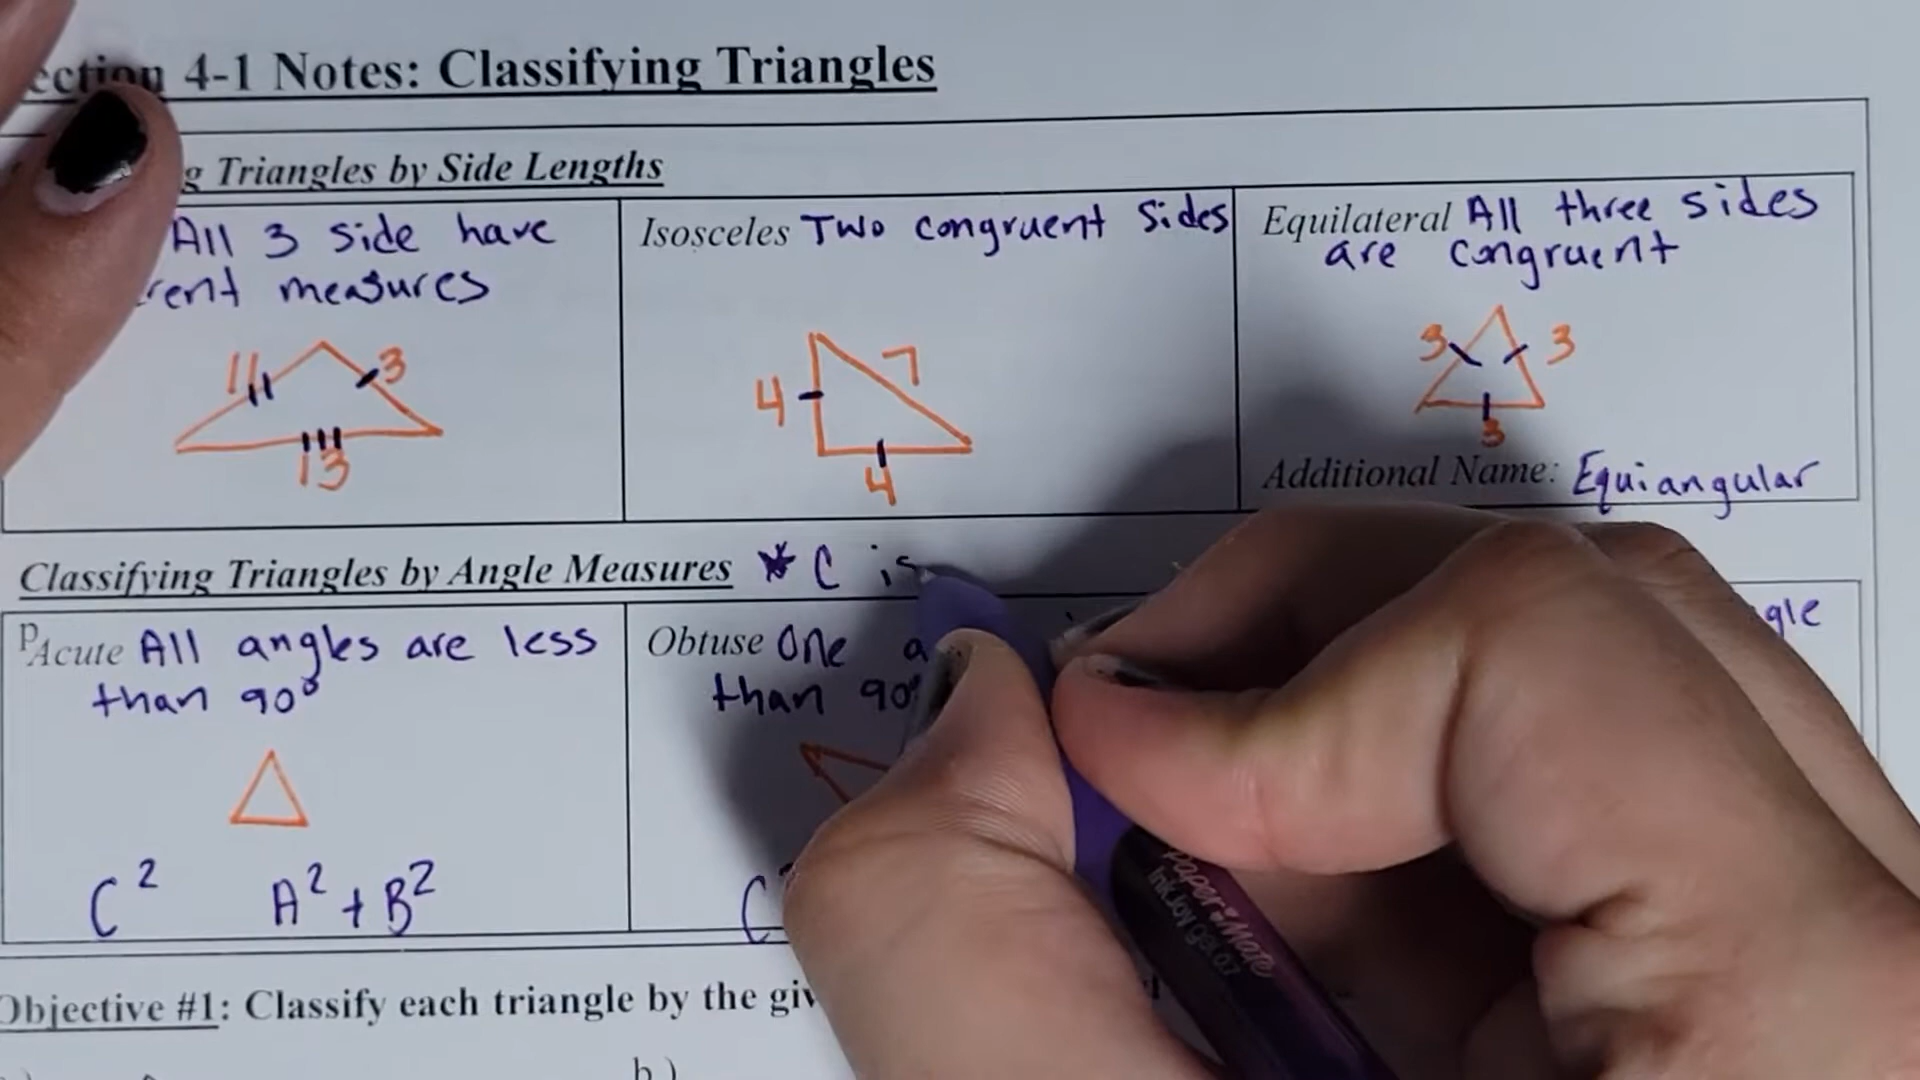 ection 4-1 Notes: Classifying Triangles
g Triangles by Side Lengths
All 3 side have
rent measures
11 3
13
Isosceles Two congruent Sides
4 7
4
Equilateral All three sides
are congruent
3 3
3
Additional Name: Equiangular
Classifying Triangles by Angle Measures * C is
Acute All angles are less
than 90°
C² A² + B²
Obtuse One a
than 90°
C
gle
Objective #1: Classify each triangle by the giv
b.)
Paper Mate
InkJoy gel 0.7